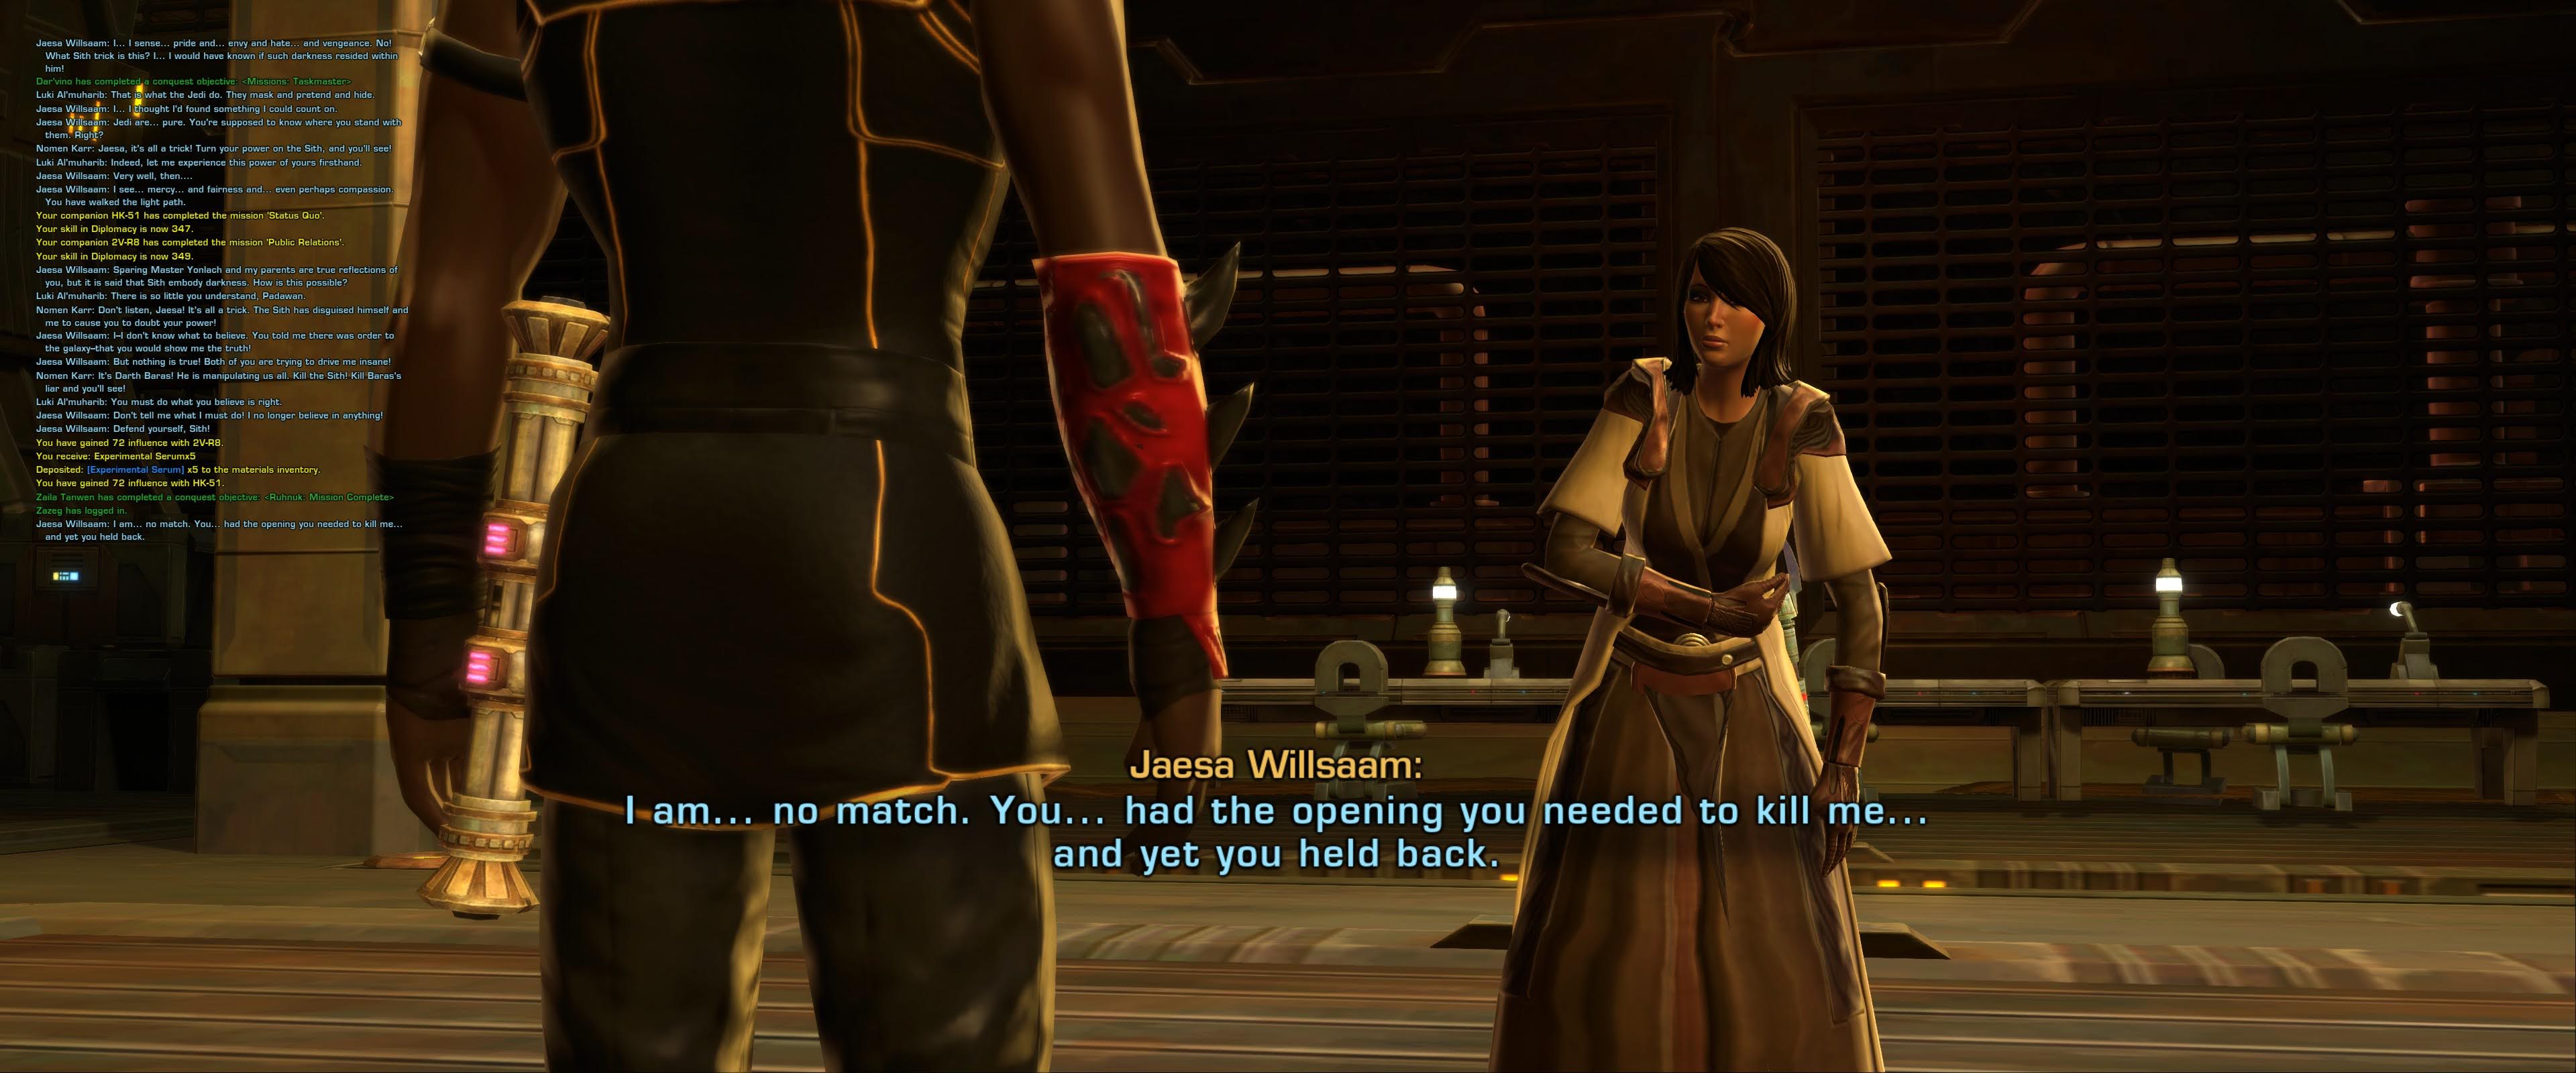 Jaesa Willsaam: I... I sense... pride and... envy and hate... and vengeance. No!
What Sith trick is this? I... I would have known if such darkness resided within
him!
Dar'vino has completed a conquest objective: <Missions: Taskmaster>
Luki Al'muharib: That is what the Jedi do. They mask and pretend and hide.
Jaesa Willsaam: I... I thought I'd found something I could count on.
Jaesa Willsaam: Jedi are... pure. You're supposed to know where you stand with
them. Right?
Nomen Karr: Jaesa, it's all a trick! Turn your power on the Sith, and you'll see!
Luki Al'muharib: Indeed, let me experience this power of yours firsthand.
Jaesa Willsaam: Very well, then....
Jaesa Willsaam: I see... mercy... and fairness and... even perhaps compassion.
You have walked the light path.
Your companion HK-51 has completed the mission 'Status Quo'.
Your skill in Diplomacy is now 347.
Your companion 2V-R8 has completed the mission 'Public Relations'.
Your skill in Diplomacy is now 349.
Jaesa Willsaam: Sparing Master Yonlach and my parents are true reflections of
you, but it is said that Sith embody darkness. How is this possible?
Luki Al'muharib: There is so little you understand, Padawan.
Nomen Karr: Don't listen, Jaesa! It's all a trick. The Sith has disguised himself and
me to cause you to doubt your power!
Jaesa Willsaam: I–I don't know what to believe. You told me there was order to
the galaxy–that you would show me the truth!
Jaesa Willsaam: But nothing is true! Both of you are trying to drive me insane!
Nomen Karr: It's Darth Baras! He is manipulating us all. Kill the Sith! Kill Baras's
liar and you'll see!
Luki Al'muharib: You must do what you believe is right.
Jaesa Willsaam: Don't tell me what I must do! I no longer believe in anything!
Jaesa Willsaam: Defend yourself, Sith!
You have gained 72 influence with 2V-R8.
You receive: Experimental Serumx5
Deposited: [Experimental Serum] x5 to the materials inventory.
You have gained 72 influence with HK-51.
Zaila Tanwen has completed a conquest objective: <Ruhnuk: Mission Complete>
Zazeg has logged in.
Jaesa Willsaam: I am... no match. You... had the opening you needed to kill me...
and yet you held back.
Jaesa Willsaam:
I am... no match. You... had the opening you needed to kill me...
and yet you held back.